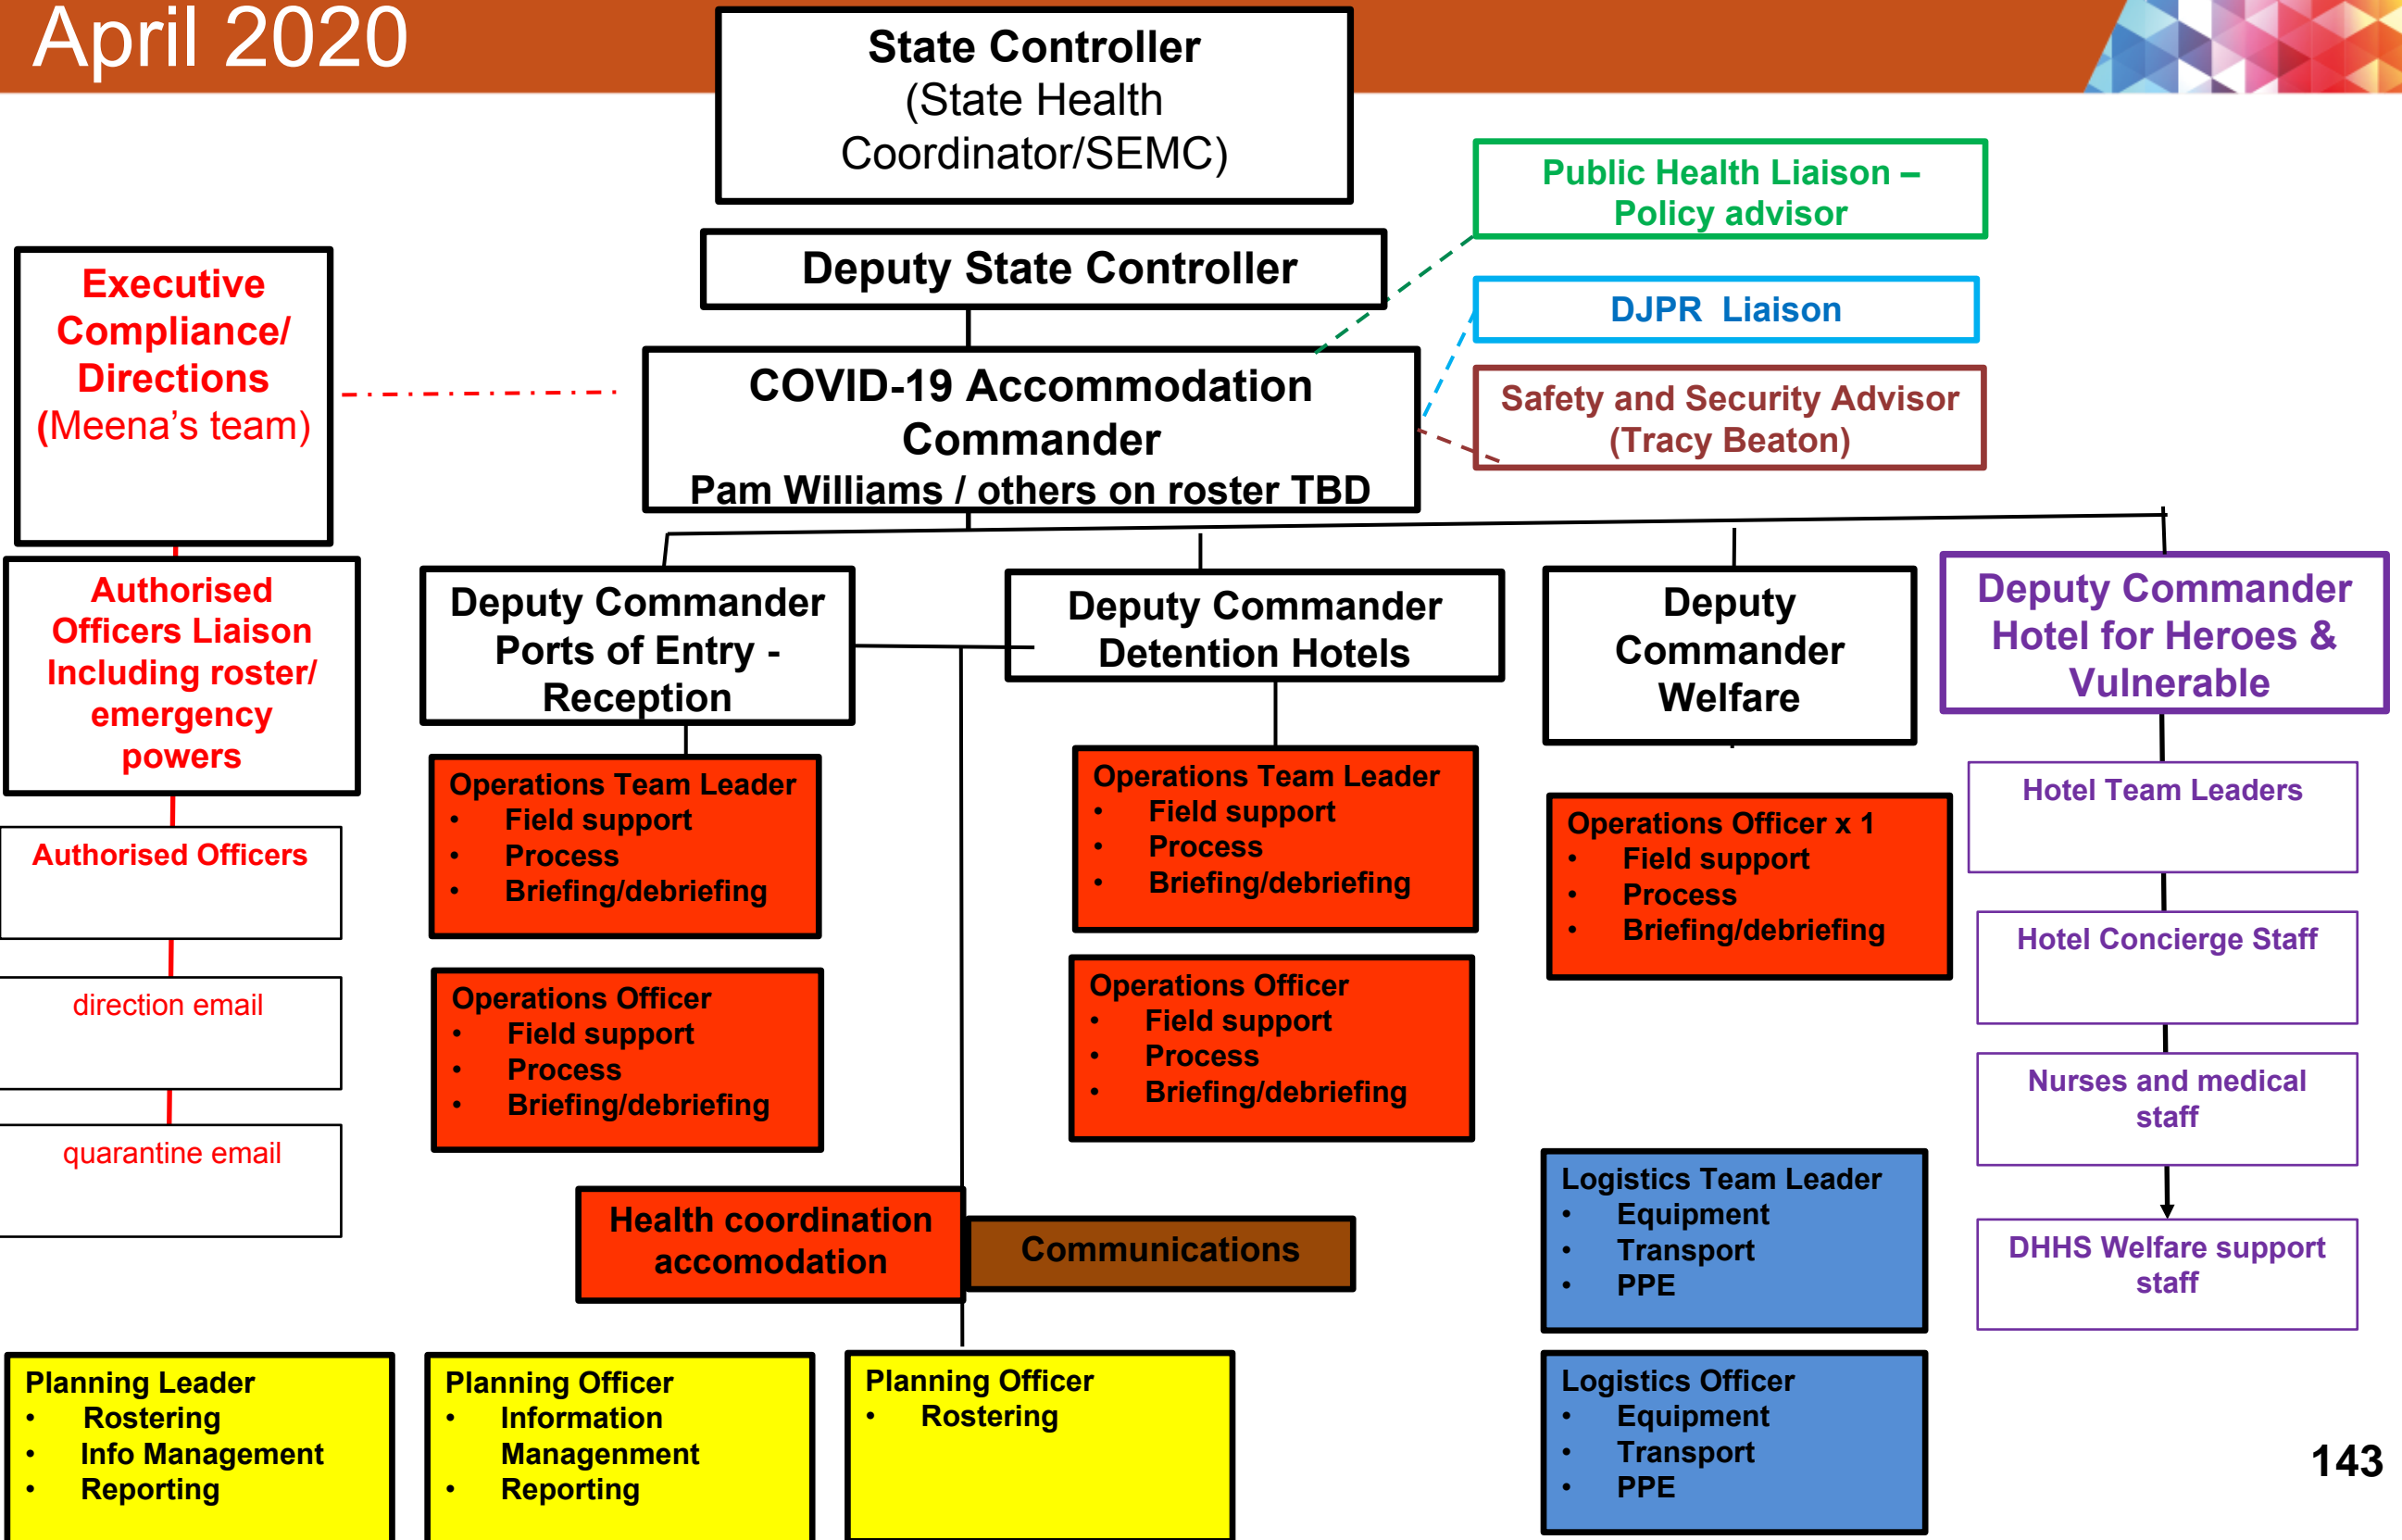 April 2020
State Controller
(State Health
Coordinator/SEMC)
Public Health Liaison –
Policy advisor
Deputy State Controller
DJPR Liaison
Executive
Compliance/
Directions
(Meena's team)
COVID-19 Accommodation
Commander
Pam Williams / others on roster TBD
Safety and Security Advisor
(Tracy Beaton)
Authorised
Officers Liaison
Including roster/
emergency
powers
Deputy Commander
Ports of Entry -
Reception
Deputy Commander
Detention Hotels
Deputy
Commander
Welfare
Deputy Commander
Hotel for Heroes &
Vulnerable
Authorised Officers
direction email
quarantine email
Operations Team Leader
• Field support
• Process
• Briefing/debriefing
Operations Officer
• Field support
• Process
• Briefing/debriefing
Operations Team Leader
• Field support
• Process
• Briefing/debriefing
Operations Officer
• Field support
• Process
• Briefing/debriefing
Operations Officer x 1
• Field support
• Process
• Briefing/debriefing
Hotel Team Leaders
Hotel Concierge Staff
Nurses and medical
staff
DHHS Welfare support
staff
Health coordination
accomodation
Communications
Logistics Team Leader
• Equipment
• Transport
• PPE
Planning Leader
• Rostering
• Info Management
• Reporting
Planning Officer
• Information
Managenment
• Reporting
Planning Officer
• Rostering
Logistics Officer
• Equipment
• Transport
• PPE
143